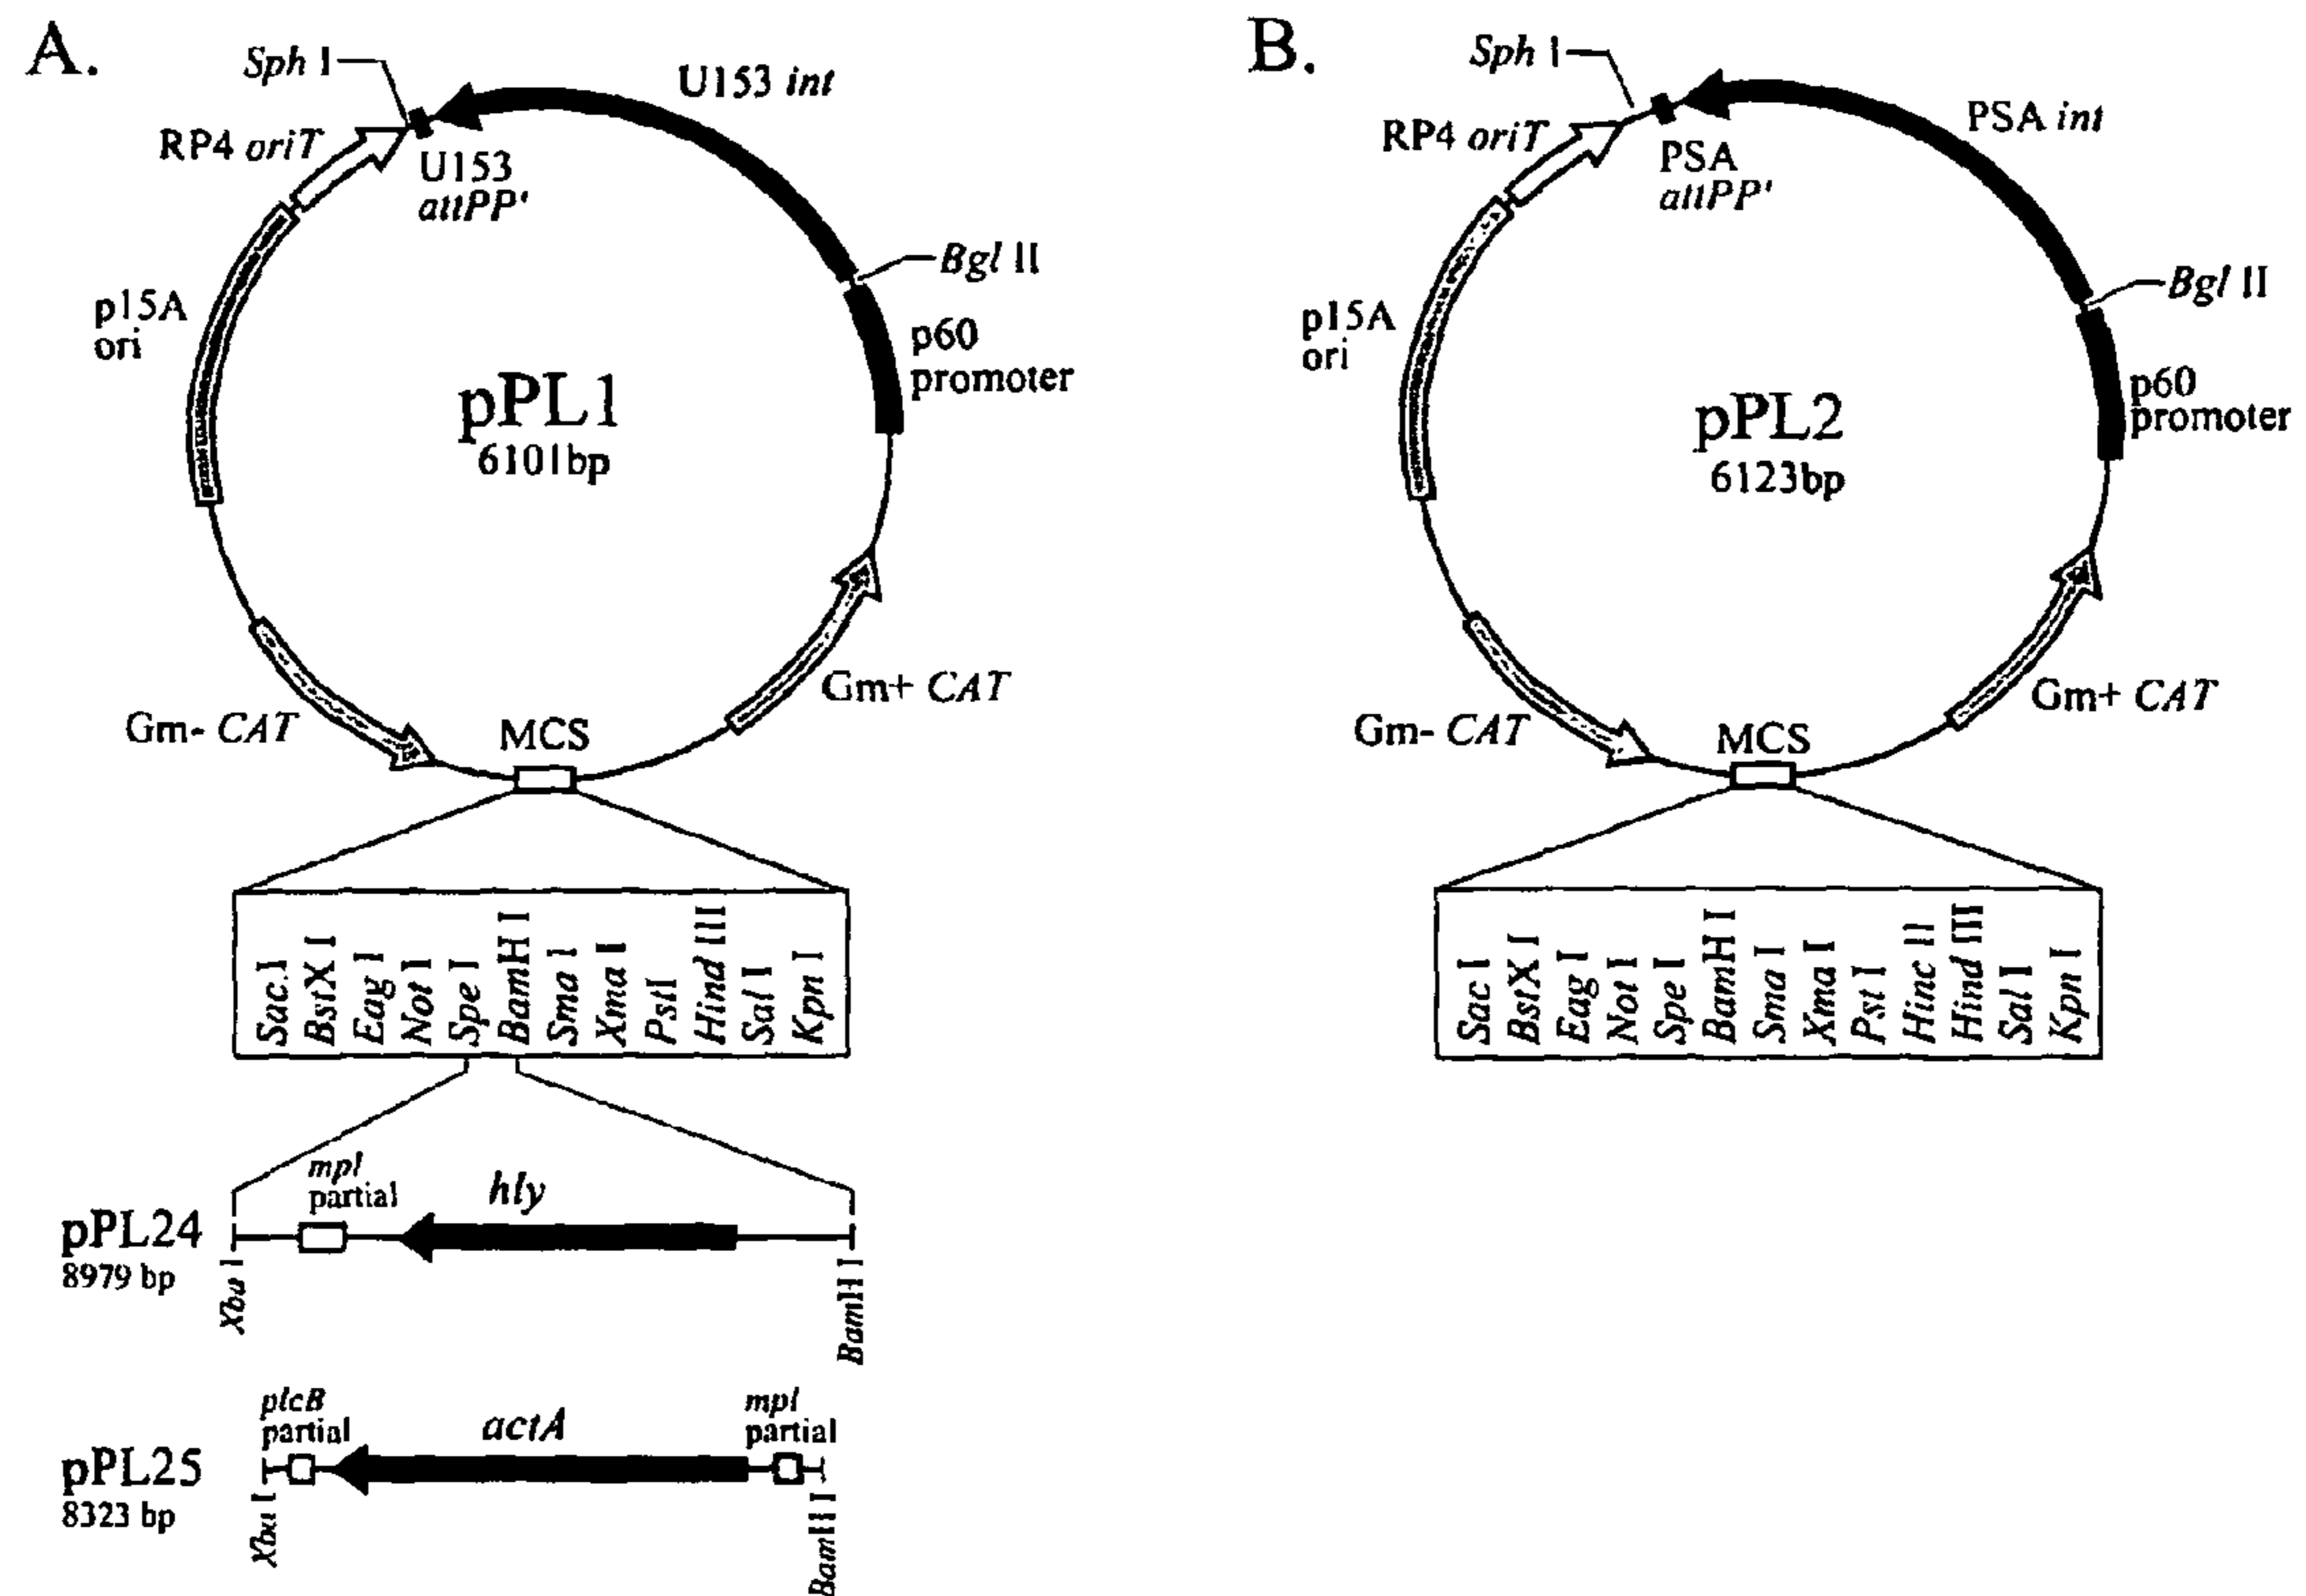 A.
Sph I
U153 int
RP4 oriT
U153
attPP'
Bgl II
p15A
ori
p60
promoter
pPL1
6101bp
Gm+ CAT
Gm- CAT
MCS
Sac I
BstX I
Eag I
Not I
Spe I
BamH I
Sma I
Xma I
PstI
Hind III
Sal I
Kpn I
mpl
partial
hly
pPL24
8979 bp
Xba I
BamH I
plcB
partial
actA
mpl
partial
pPL25
8323 bp
Xba I
BamH I
B.
Sph I
PSA int
RP4 oriT
PSA
attPP'
Bgl II
p15A
ori
p60
promoter
pPL2
6123bp
Gm+ CAT
Gm- CAT
MCS
Sac I
BstX I
Eag I
Not I
Spe I
BamH I
Sma I
Xma I
Pst I
Hinc II
Hind III
Sal I
Kpn I